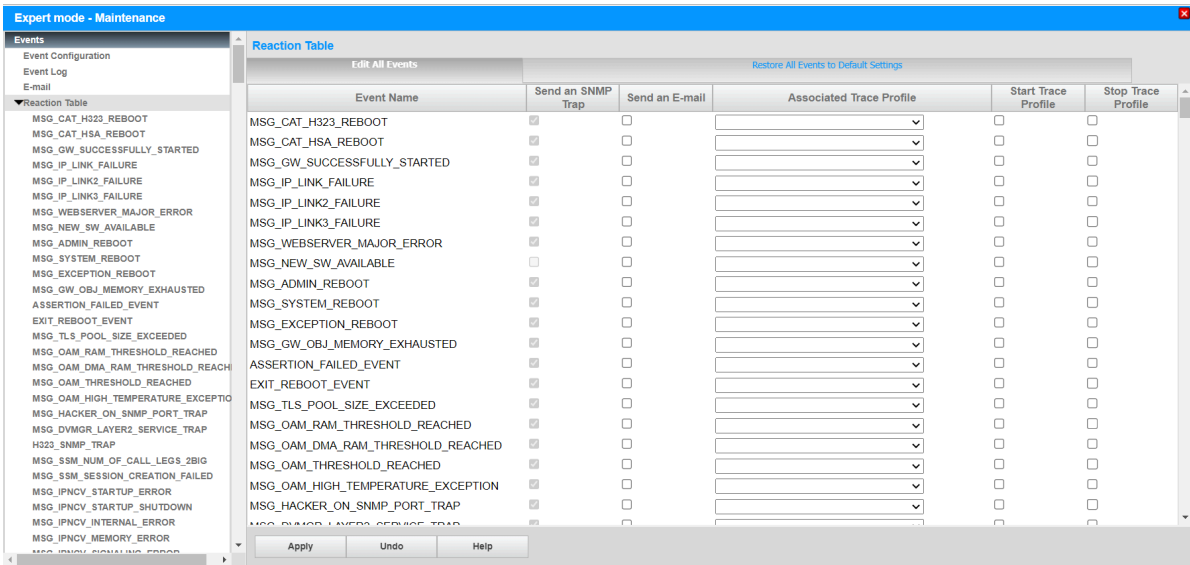 Expert mode - Maintenance
Events
Event Configuration
Event Log
E-mail
Reaction Table
MSG_CAT_H323_REBOOT
MSG_CAT_HSA_REBOOT
MSG_GW_SUCCESSFULLY_STARTED
MSG_IP_LINK_FAILURE
MSG_IP_LINK2_FAILURE
MSG_IP_LINK3_FAILURE
MSG_WEBSERVER_MAJOR_ERROR
MSG_NEW_SW_AVAILABLE
MSG_ADMIN_REBOOT
MSG_SYSTEM_REBOOT
MSG_EXCEPTION_REBOOT
MSG_GW_OBJ_MEMORY_EXHAUSTED
ASSERTION_FAILED_EVENT
EXIT_REBOOT_EVENT
MSG_TLS_POOL_SIZE_EXCEEDED
MSG_OAM_RAM_THRESHOLD_REACHED
MSG_OAM_DMA_RAM_THRESHOLD_REACH
MSG_OAM_THRESHOLD_REACHED
MSG_OAM_HIGH_TEMPERATURE_EXCEPTIO
MSG_HACKER_ON_SNMP_PORT_TRAP
MSG_DVMGR_LAYER2_SERVICE_TRAP
H323_SNMP_TRAP
MSG_SSM_NUM_OF_CALL_LEGS_2BIG
MSG_SSM_SESSION_CREATION_FAILED
MSG_IPNCV_STARTUP_ERROR
MSG_IPNCV_STARTUP_SHUTDOWN
MSG_IPNCV_INTERNAL_ERROR
MSG_IPNCV_MEMORY_ERROR
MSG_IPNCV_SIGNALING_ERROR
Reaction Table
Edit All Events
Restore All Events to Default Settings
Event Name
Send an SNMP Trap
Send an E-mail
Associated Trace Profile
Start Trace Profile
Stop Trace Profile
MSG_CAT_H323_REBOOT
MSG_CAT_HSA_REBOOT
MSG_GW_SUCCESSFULLY_STARTED
MSG_IP_LINK_FAILURE
MSG_IP_LINK2_FAILURE
MSG_IP_LINK3_FAILURE
MSG_WEBSERVER_MAJOR_ERROR
MSG_NEW_SW_AVAILABLE
MSG_ADMIN_REBOOT
MSG_SYSTEM_REBOOT
MSG_EXCEPTION_REBOOT
MSG_GW_OBJ_MEMORY_EXHAUSTED
ASSERTION_FAILED_EVENT
EXIT_REBOOT_EVENT
MSG_TLS_POOL_SIZE_EXCEEDED
MSG_OAM_RAM_THRESHOLD_REACHED
MSG_OAM_DMA_RAM_THRESHOLD_REACHED
MSG_OAM_THRESHOLD_REACHED
MSG_OAM_HIGH_TEMPERATURE_EXCEPTION
MSG_HACKER_ON_SNMP_PORT_TRAP
MSG_DVMGR_LAYER2_SERVICE_TRAP
Apply
Undo
Help